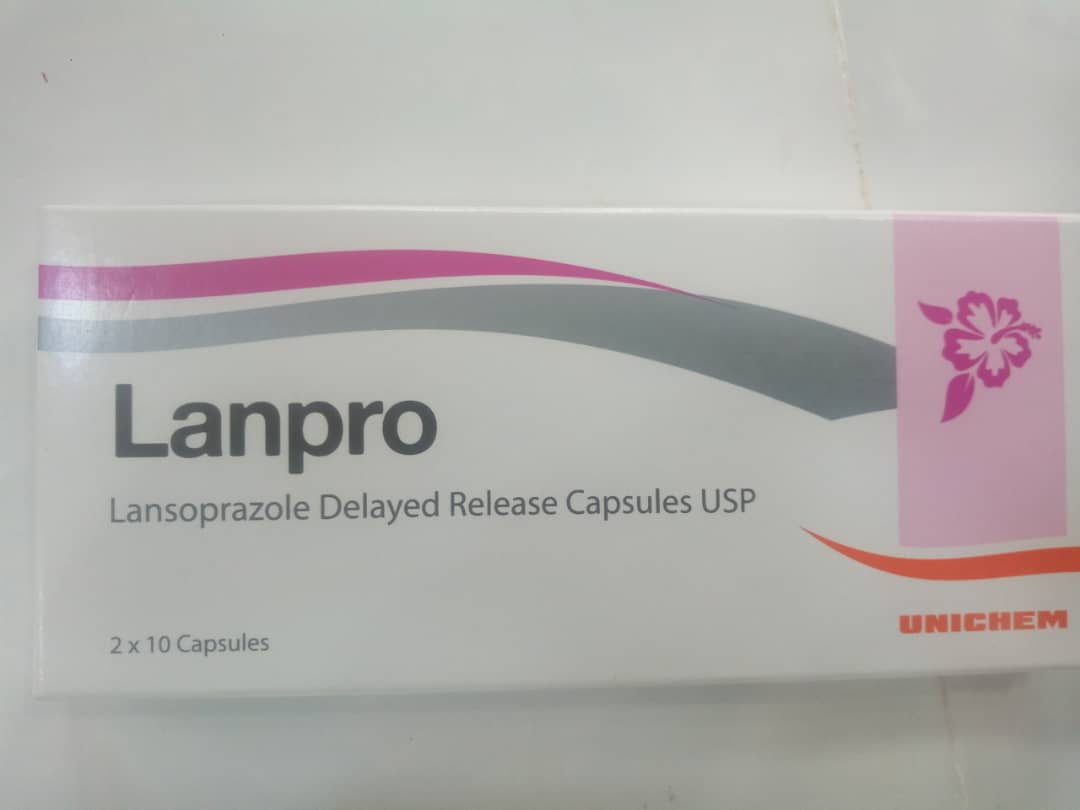 Lanpro
Lansoprazole Delayed Release Capsules USP
2 x 10 Capsules
UNICHEM